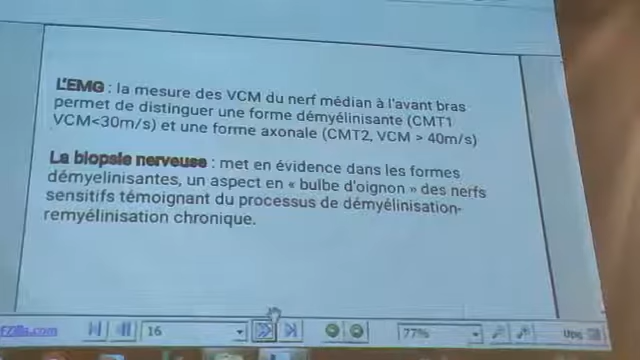 L'EMG : la mesure des VCM du nerf médian à l'avant bras
permet de distinguer une forme démyélinisante (CMT1
VCM<30m/s) et une forme axonale (CMT2, VCM > 40m/s)
La biopsie nerveuse : met en évidence dans les formes
démyelinisantes, un aspect en « bulbe d'oignon » des nerfs
sensitifs témoignant du processus de démyélinisation-
remyélinisation chronique.
16
77%